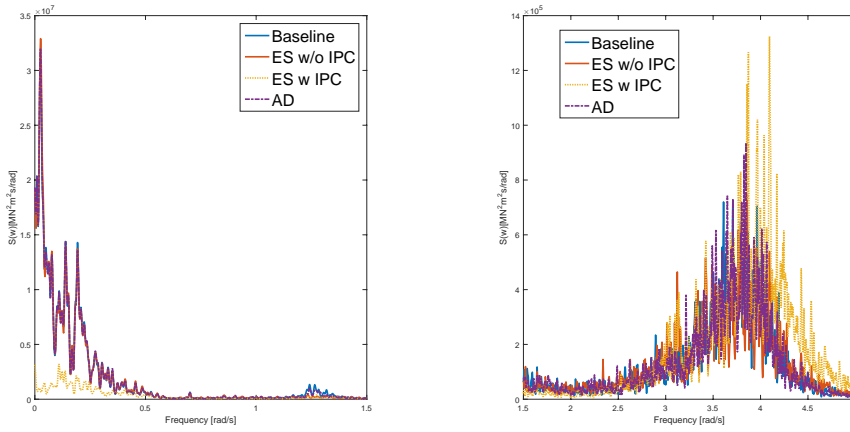 ×10⁷
3.5
3
2.5
2
1.5
1
0.5
0
S(w)[MN²m²s/rad]
Baseline
ES w/o IPC
ES w IPC
AD
0 0.5 1 1.5
Frequency [rad/s]
×10⁵
14
12
10
8
6
4
2
0
S(w)[MN²m²s/rad]
Baseline
ES w/o IPC
ES w IPC
AD
1.5 2 2.5 3 3.5 4 4.5
Frequency [rad/s]